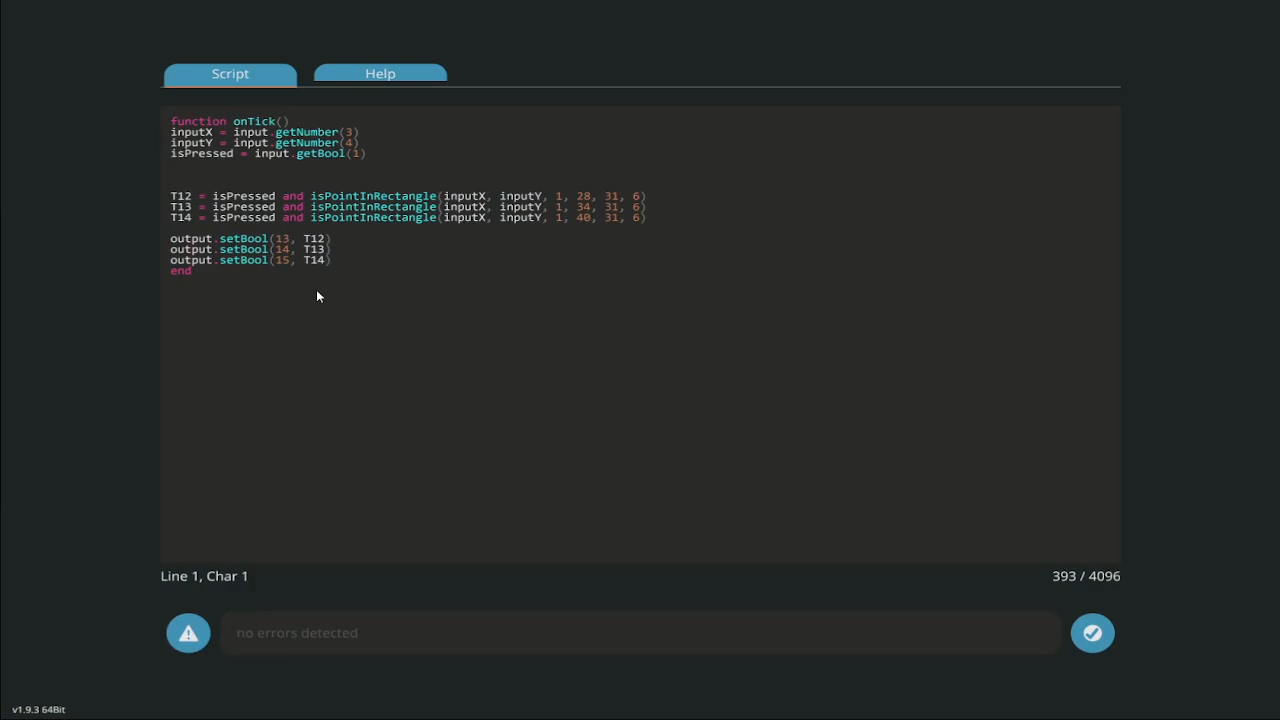 Script
Help
function onTick()
inputX = input.getNumber(3)
inputY = input.getNumber(4)
isPressed = input.getBool(1)
T12 = isPressed and isPointInRectangle(inputX, inputY, 1, 28, 31, 6)
T13 = isPressed and isPointInRectangle(inputX, inputY, 1, 34, 31, 6)
T14 = isPressed and isPointInRectangle(inputX, inputY, 1, 40, 31, 6)
output.setBool(13, T12)
output.setBool(14, T13)
output.setBool(15, T14)
end
Line 1, Char 1
393 / 4096
no errors detected
v1.9.3 64Bit